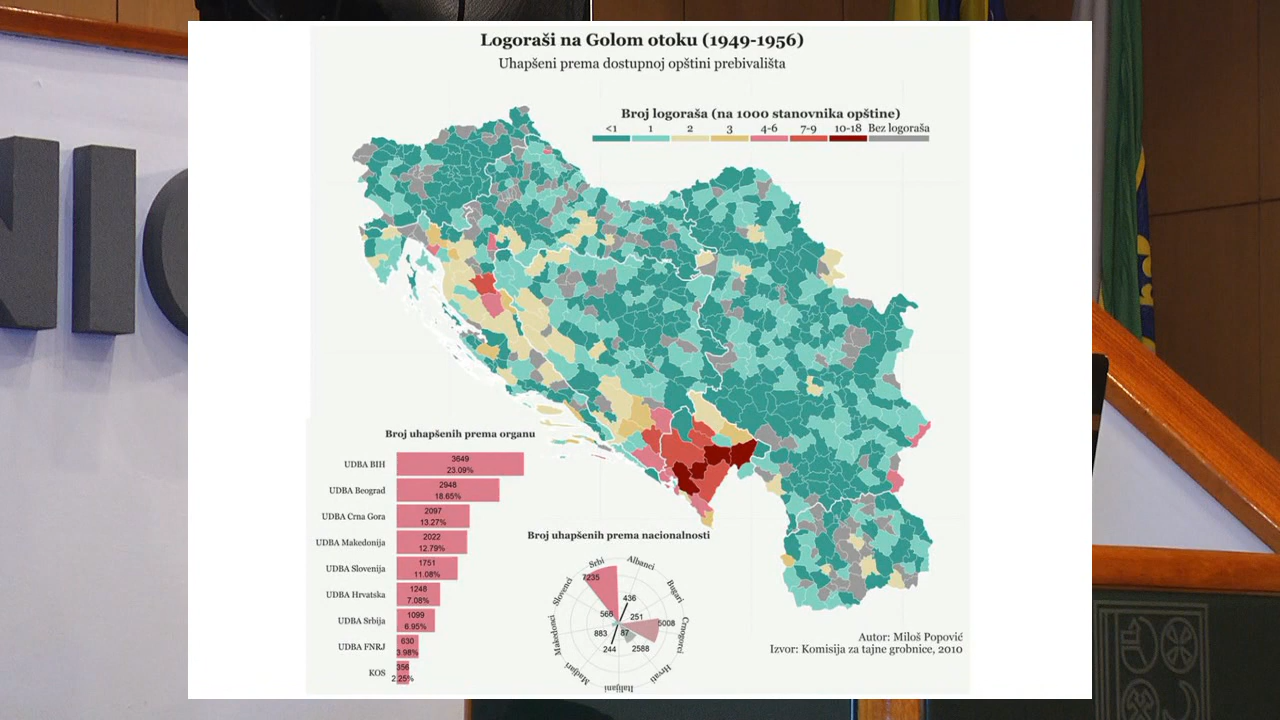 Logoraši na Golom otoku (1949-1956)
Uhapšeni prema dostupnoj opštini prebivališta
Broj logoraša (na 1000 stanovnika opštine)
<1 1 2 3 4-6 7-9 10-18 Bez logoraša
Broj uhapšenih prema organu
UDBA BIH 3649 23.09%
UDBA Beograd 2948 18.65%
UDBA Crna Gora 2097 13.27%
UDBA Makedonija 2022 12.79%
UDBA Slovenija 1751 11.08%
UDBA Hrvatska 1248 7.08%
UDBA Srbija 1099 6.95%
UDBA FNRJ 630 3.98%
KOS 356 2.25%
Broj uhapšenih prema nacionalnosti
Srbi
Albanci
Bugari
Crnogorci
Hrvati
Italijani
Madjari
Makedonci
Slovenci
7235
436
251
5008
2588
87
244
883
566
Autor: Miloš Popović
Izvor: Komisija za tajne grobnice, 2010